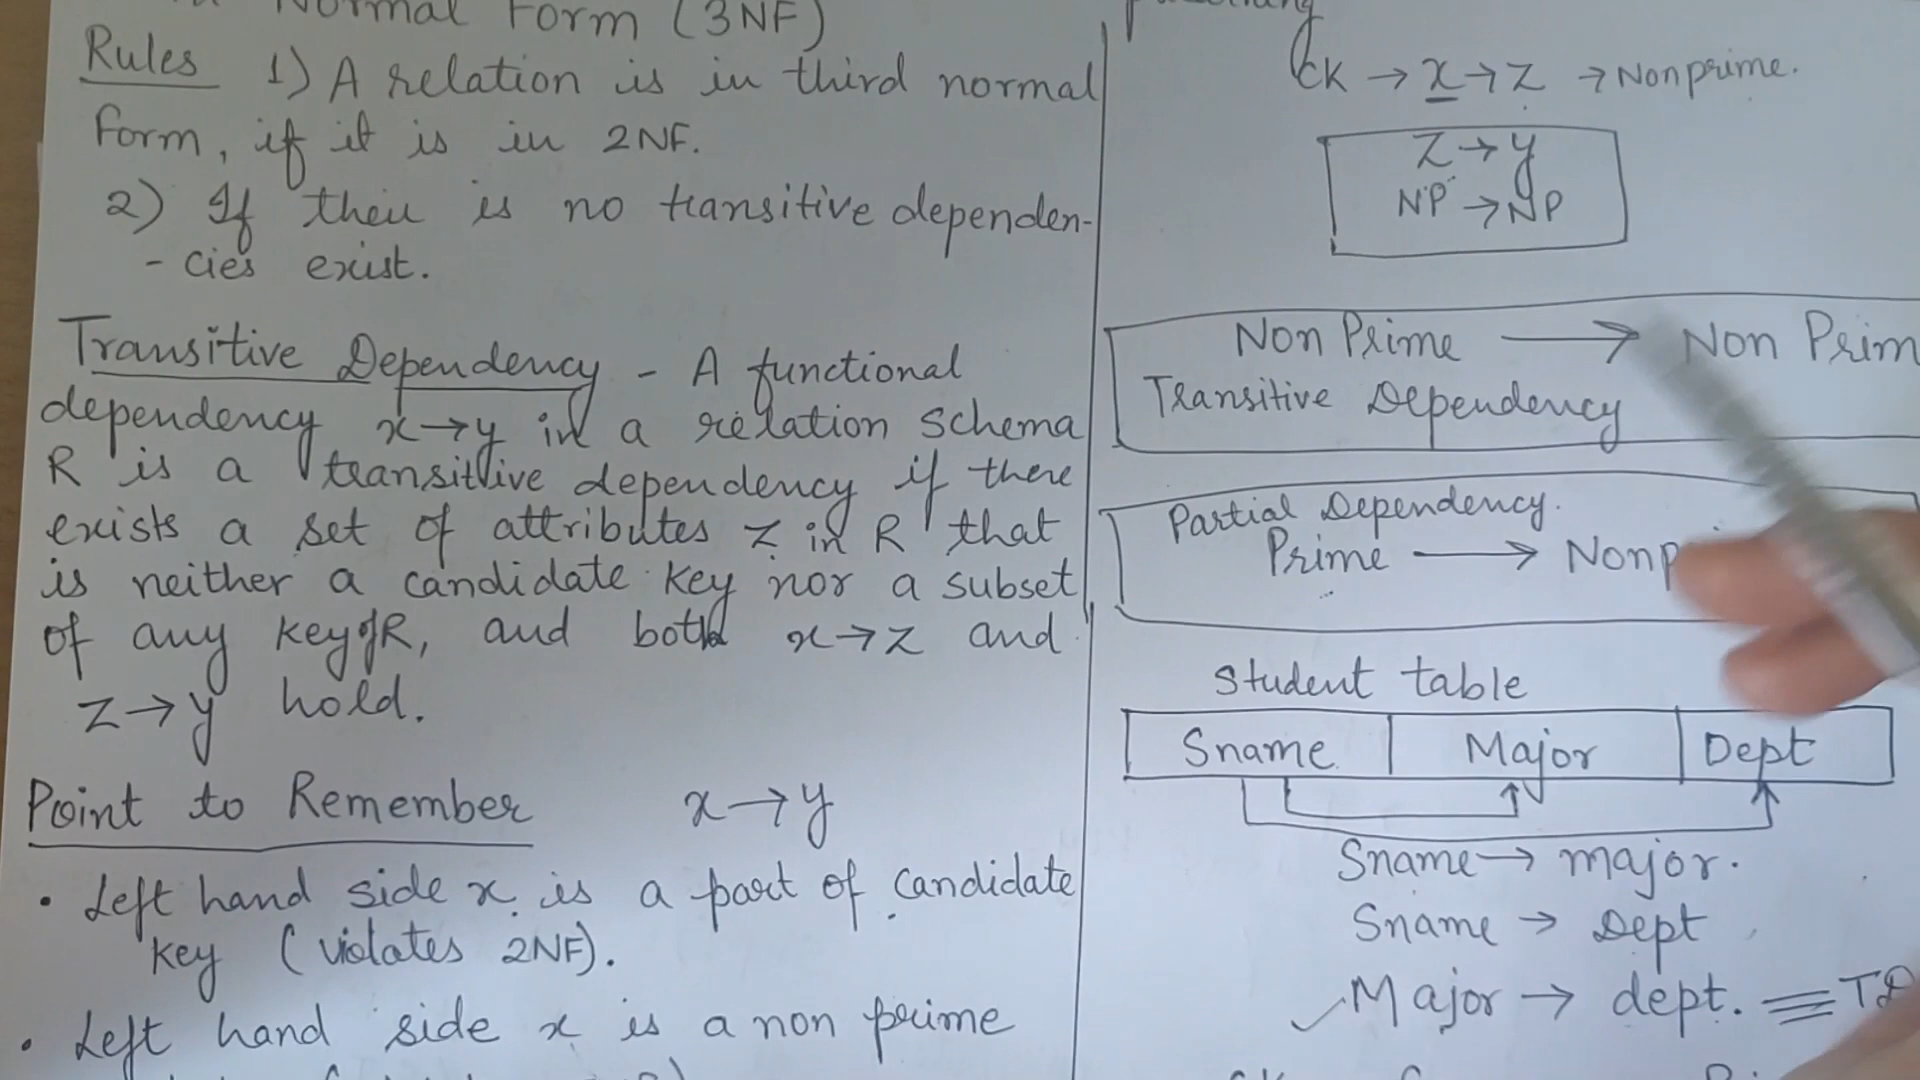 Normal Form (3NF)
Rules 1) A relation is in third normal
Form, if it is in 2NF.
2) If their is no transitive dependen-
- cies exist.
Transitive Dependency - A functional
dependency x→y in a relation schema
R is a transitive dependency if there
exists a set of attributes z in R that
is neither a candidate key nor a subset
of any key of R, and both x→z and
z→y hold.
Point to Remember x→y
• Left hand side x is a part of candidate
key (violates 2NF).
• Left hand side x is a non prime
CK → x→z → Nonprime.
Z→y
NP → NP
Non Prime → Non Prim
Transitive Dependency
Partial Dependency.
Prime → Nonp
Student table
Sname | Major | Dept
Sname → major.
Sname → Dept
✓Major → dept. = TD